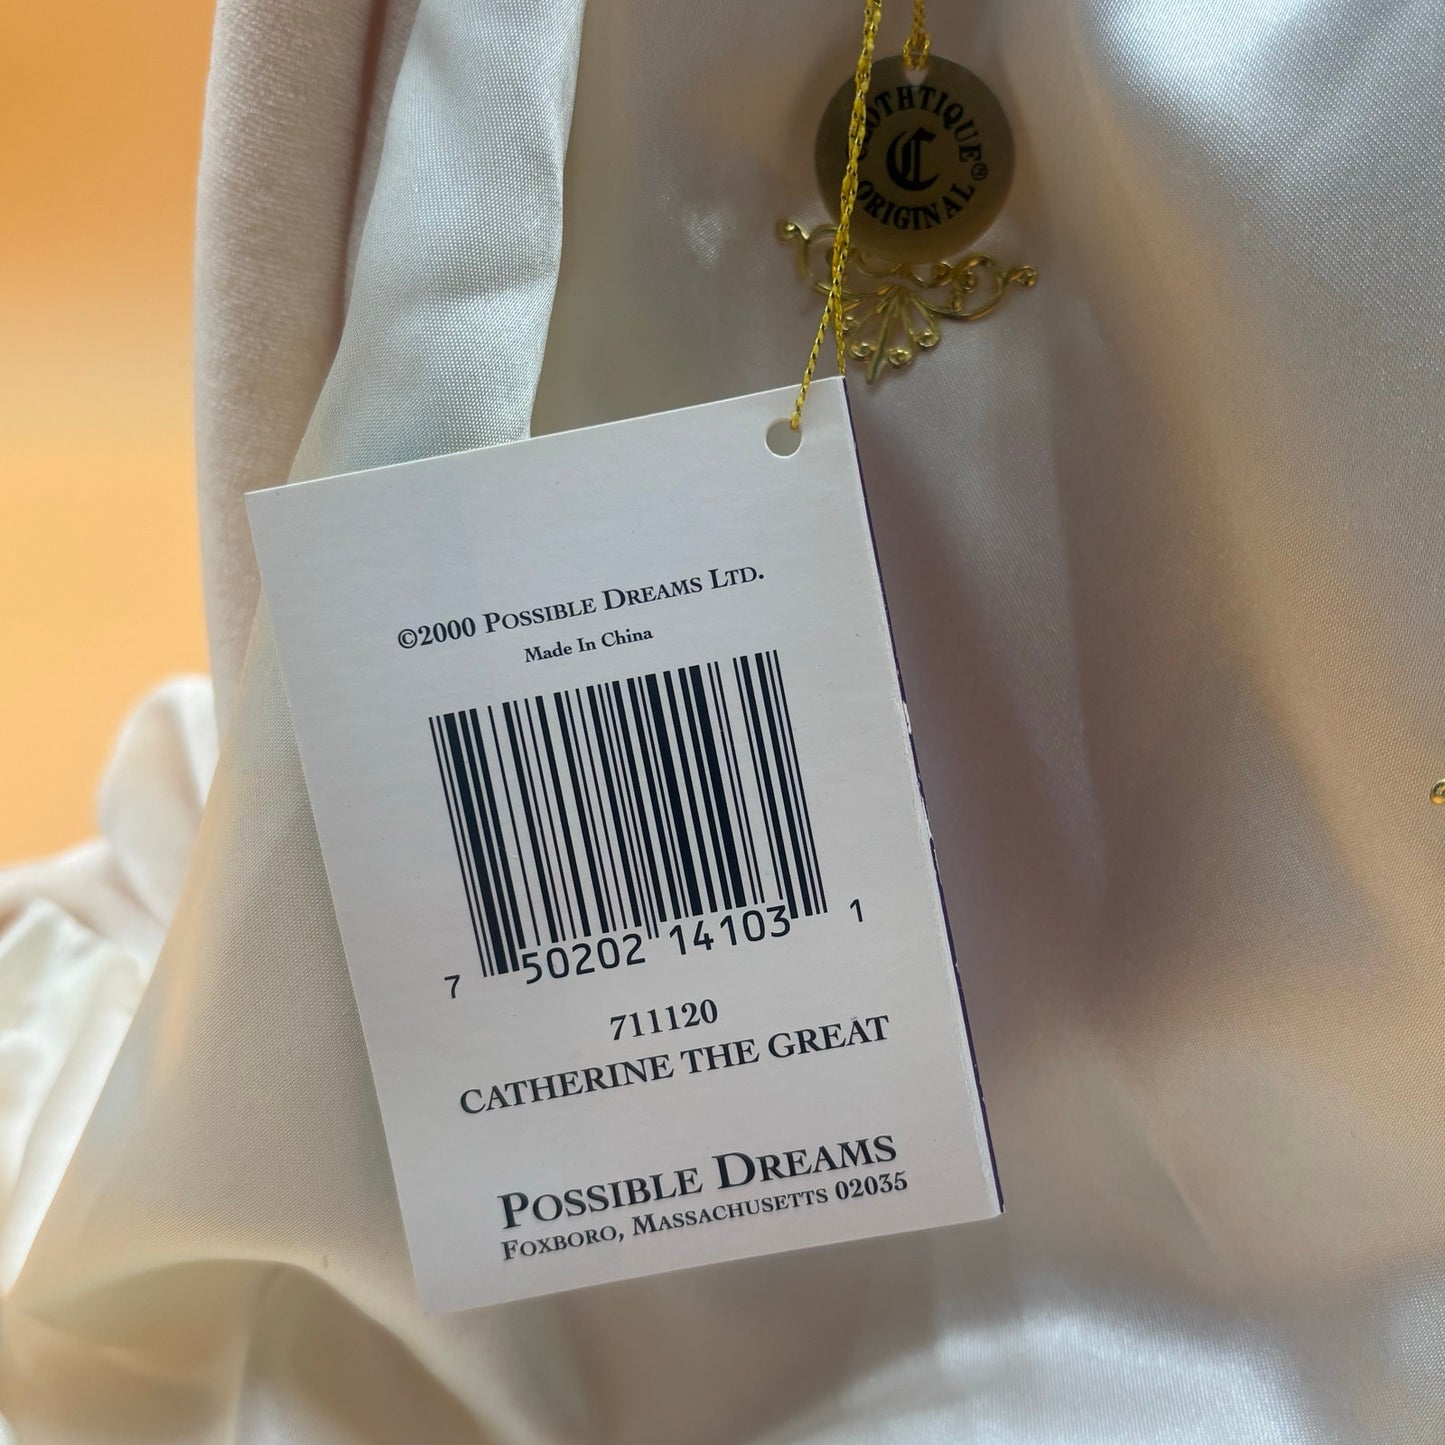 CLOTHTIQUE®
C
ORIGINAL
©2000 POSSIBLE DREAMS LTD.
Made In China
7 50202 14103 1
711120
CATHERINE THE GREAT
POSSIBLE DREAMS
FOXBORO, MASSACHUSETTS 02035